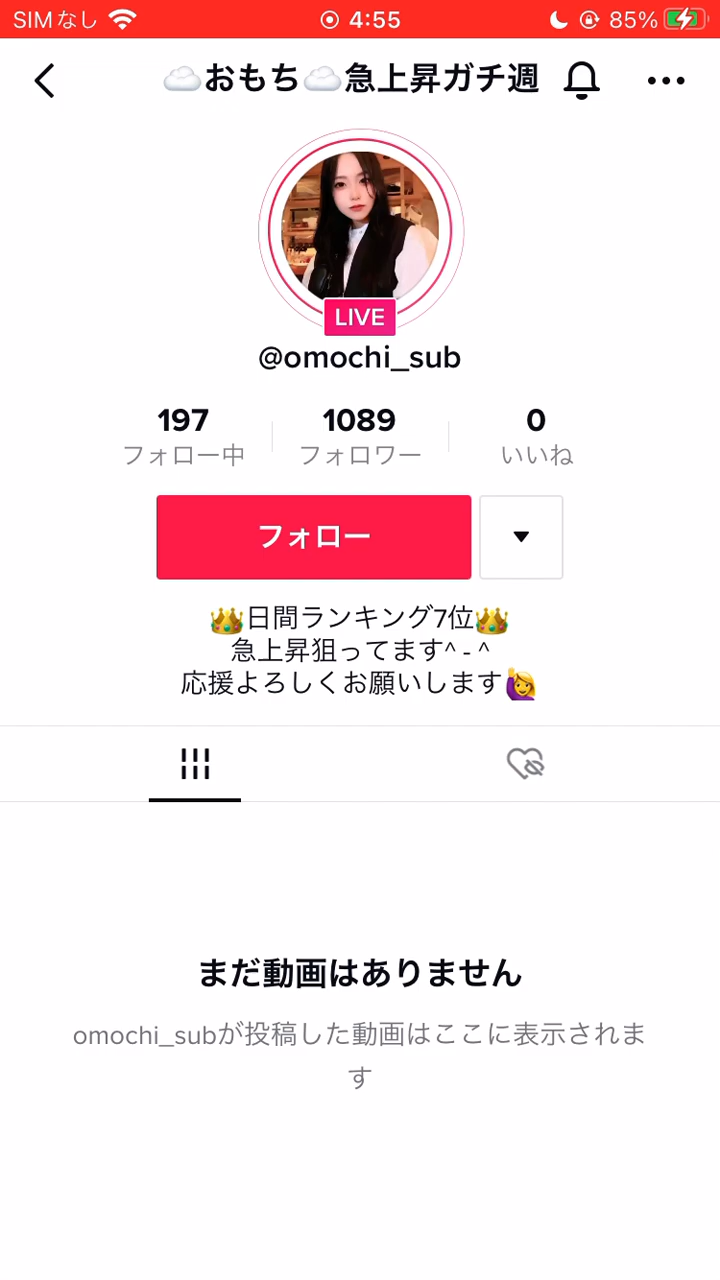 SIMなし 4:55 85%
☁️おもち☁️急上昇ガチ週
LIVE
@omochi_sub
197 1089 0
フォロー中 フォロワー いいね
フォロー
👑日間ランキング7位👑
急上昇狙ってます^ - ^
応援よろしくお願いします🙋‍♀️
まだ動画はありません
omochi_subが投稿した動画はここに表示されま
す